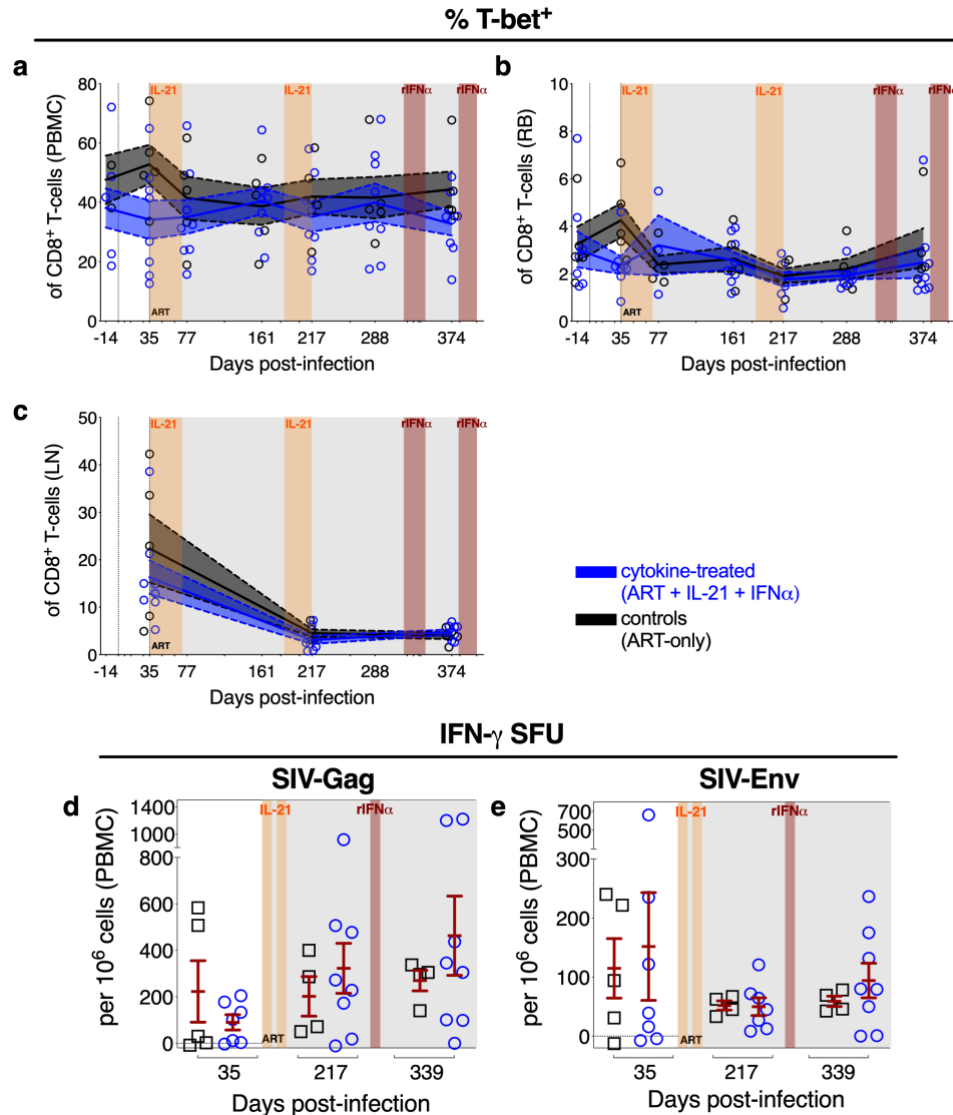 % T-bet⁺
a
b
of CD8⁺ T-cells (PBMC)
80
60
40
20
0
IL-21
IL-21
rIFNα
rIFNα
ART
-14 35 77 161 217 288 374
Days post-infection
of CD8⁺ T-cells (RB)
10
8
6
4
2
0
IL-21
IL-21
rIFNα
rIFNα
ART
-14 35 77 161 217 288 374
Days post-infection
c
of CD8⁺ T-cells (LN)
50
40
30
20
10
0
IL-21
IL-21
rIFNα
rIFNα
ART
-14 35 77 161 217 288 374
Days post-infection
cytokine-treated
(ART + IL-21 + IFNα)
controls
(ART-only)
IFN-γ SFU
SIV-Gag
SIV-Env
d
e
per 10⁶ cells (PBMC)
1400
1000
800
600
400
200
0
IL-21
rIFNα
ART
35 217 339
Days post-infection
per 10⁶ cells (PBMC)
700
500
300
200
100
0
IL-21
rIFNα
ART
35 217 339
Days post-infection